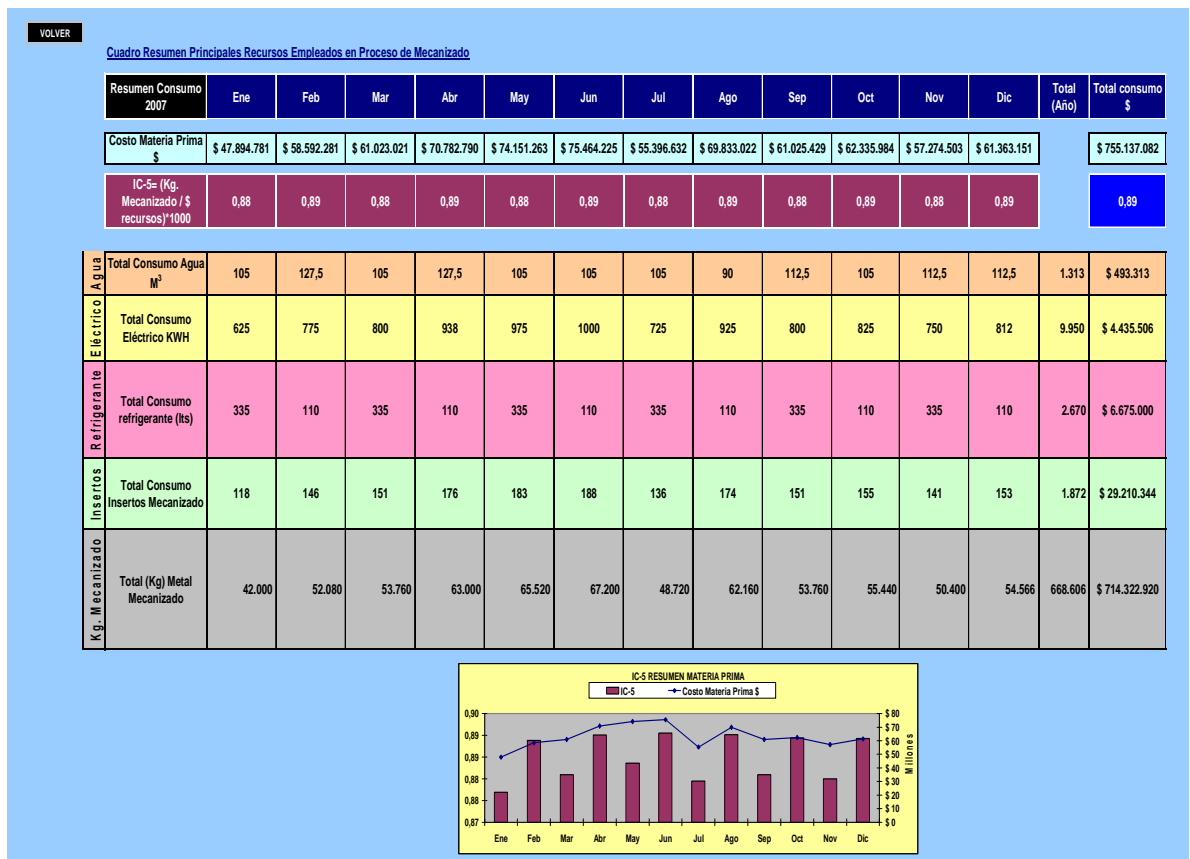 VOLVER
Cuadro Resumen Principales Recursos Empleados en Proceso de Mecanizado
Resumen Consumo 2007 Ene Feb Mar Abr May Jun Jul Ago Sep Oct Nov Dic Total (Año) Total consumo $
Costo Materia Prima $ $ 47.894.781 $ 58.592.281 $ 61.023.021 $ 70.782.790 $ 74.151.263 $ 75.464.225 $ 55.396.632 $ 69.833.022 $ 61.025.429 $ 62.335.984 $ 57.274.503 $ 61.363.151 $ 755.137.082
IC-5= (Kg. Mecanizado / $ recursos)*1000 0,88 0,89 0,88 0,89 0,88 0,89 0,88 0,89 0,88 0,89 0,88 0,89 0,89
Agua Total Consumo Agua M³ 105 127,5 105 127,5 105 105 105 90 112,5 105 112,5 112,5 1.313 $ 493.313
Eléctrico Total Consumo Eléctrico KWH 625 775 800 938 975 1000 725 925 800 825 750 812 9.950 $ 4.435.506
Refrigerante Total Consumo refrigerante (lts) 335 110 335 110 335 110 335 110 335 110 335 110 2.670 $ 6.675.000
Insertos Total Consumo Insertos Mecanizado 118 146 151 176 183 188 136 174 151 155 141 153 1.872 $ 29.210.344
Kg. Mecanizado Total (Kg) Metal Mecanizado 42.000 52.080 53.760 63.000 65.520 67.200 48.720 62.160 53.760 55.440 50.400 54.566 668.606 $ 714.322.920
IC-5 RESUMEN MATERIA PRIMA
IC-5 Costo Materia Prima $
0,90 $ 80
$ 70
0,89 $ 60
0,89 $ 50
$ 40
0,88 $ 30
0,88 $ 20
$ 10
0,87 $ 0
Millones
Ene Feb Mar Abr May Jun Jul Ago Sep Oct Nov Dic